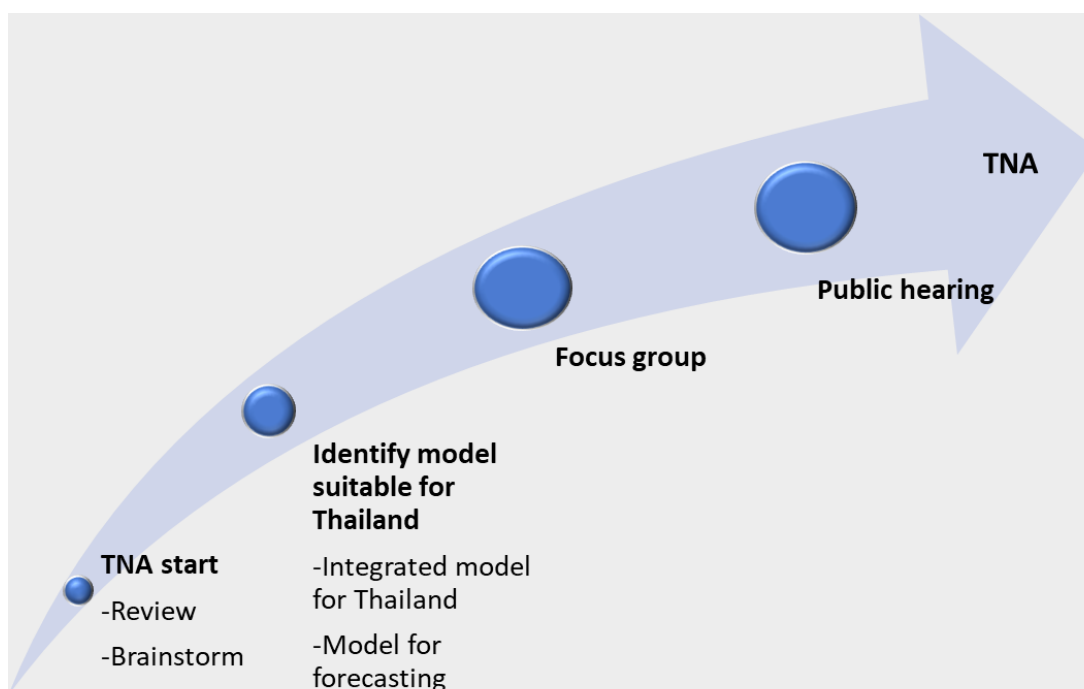 TNA start
-Review
-Brainstorm
Identify model
suitable for
Thailand
-Integrated model
for Thailand
-Model for
forecasting
Focus group
Public hearing
TNA